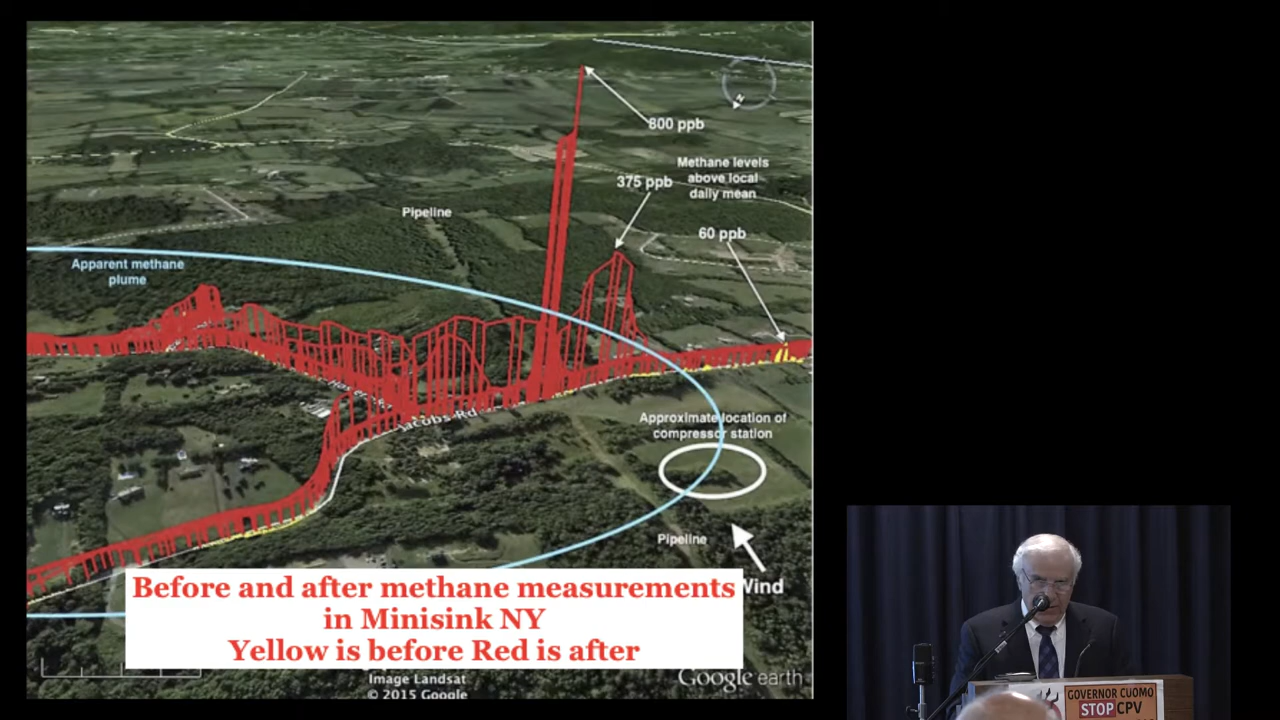 800 ppb
Methane levels
above local
daily mean
375 ppb
Pipeline
60 ppb
Apparent methane
plume
Jacobs Rd
Approximate location of
compressor station
Pipeline
Wind
N
Before and after methane measurements
in Minisink NY
Yellow is before Red is after
Image Landsat
© 2015 Google
Google earth
GOVERNOR CUOMO
STOP CPV